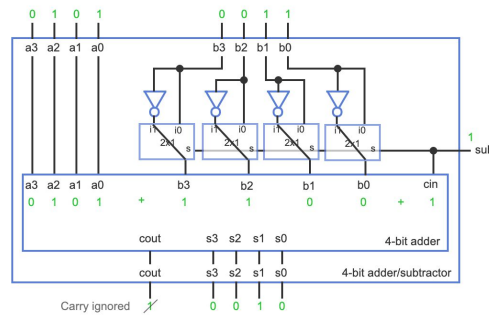 0 1 0 1 0 0 1 1
a3 a2 a1 a0 b3 b2 b1 b0
1
sul
i1 i0 i1 i0 i1 i0 i1 i0
2x1 s 2x1 s 2x1 s 2x1 s
a3 a2 a1 a0 b3 b2 b1 b0 cin
0 1 0 1 + 1 1 0 0 + 1
cout s3 s2 s1 s0 4-bit adder
cout s3 s2 s1 s0 4-bit adder/subtractor
Carry ignored 1 0 0 1 0